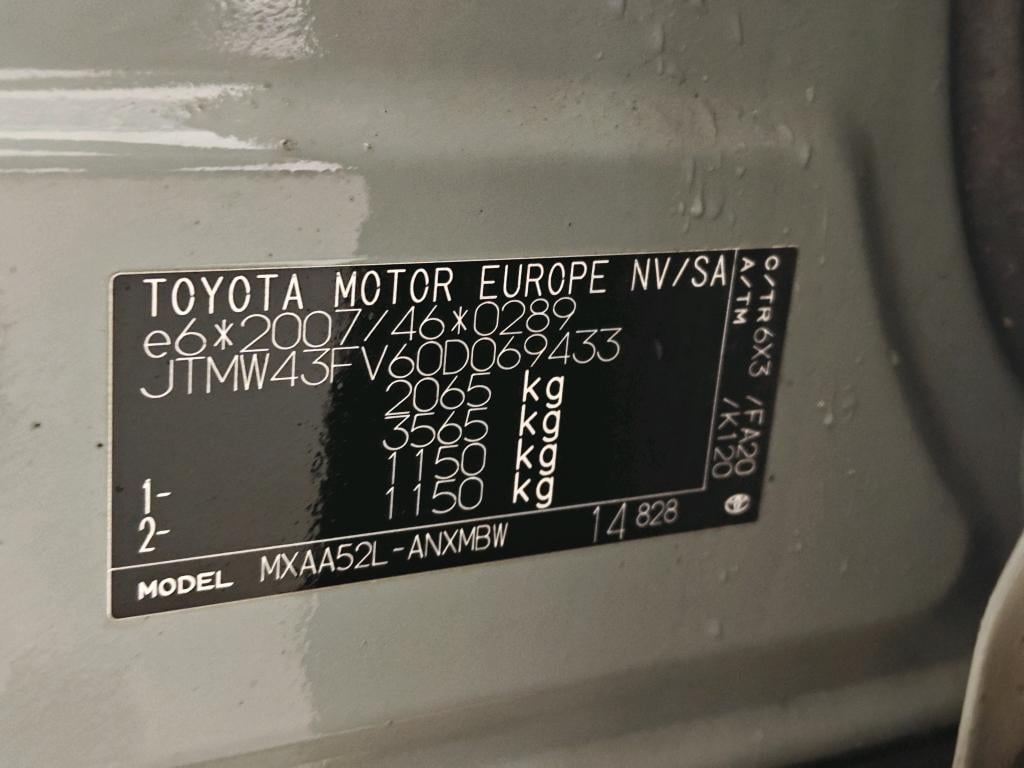 TOYOTA MOTOR EUROPE NV/SA
e6*2007/46*0289
JTMW43FV60D069433
2065 kg
3565 kg
1- 1150 kg
2- 1150 kg
MODEL MXAA52L-ANXMBW 14 828
C/TR 6X3 /FA20
A/TM /K120